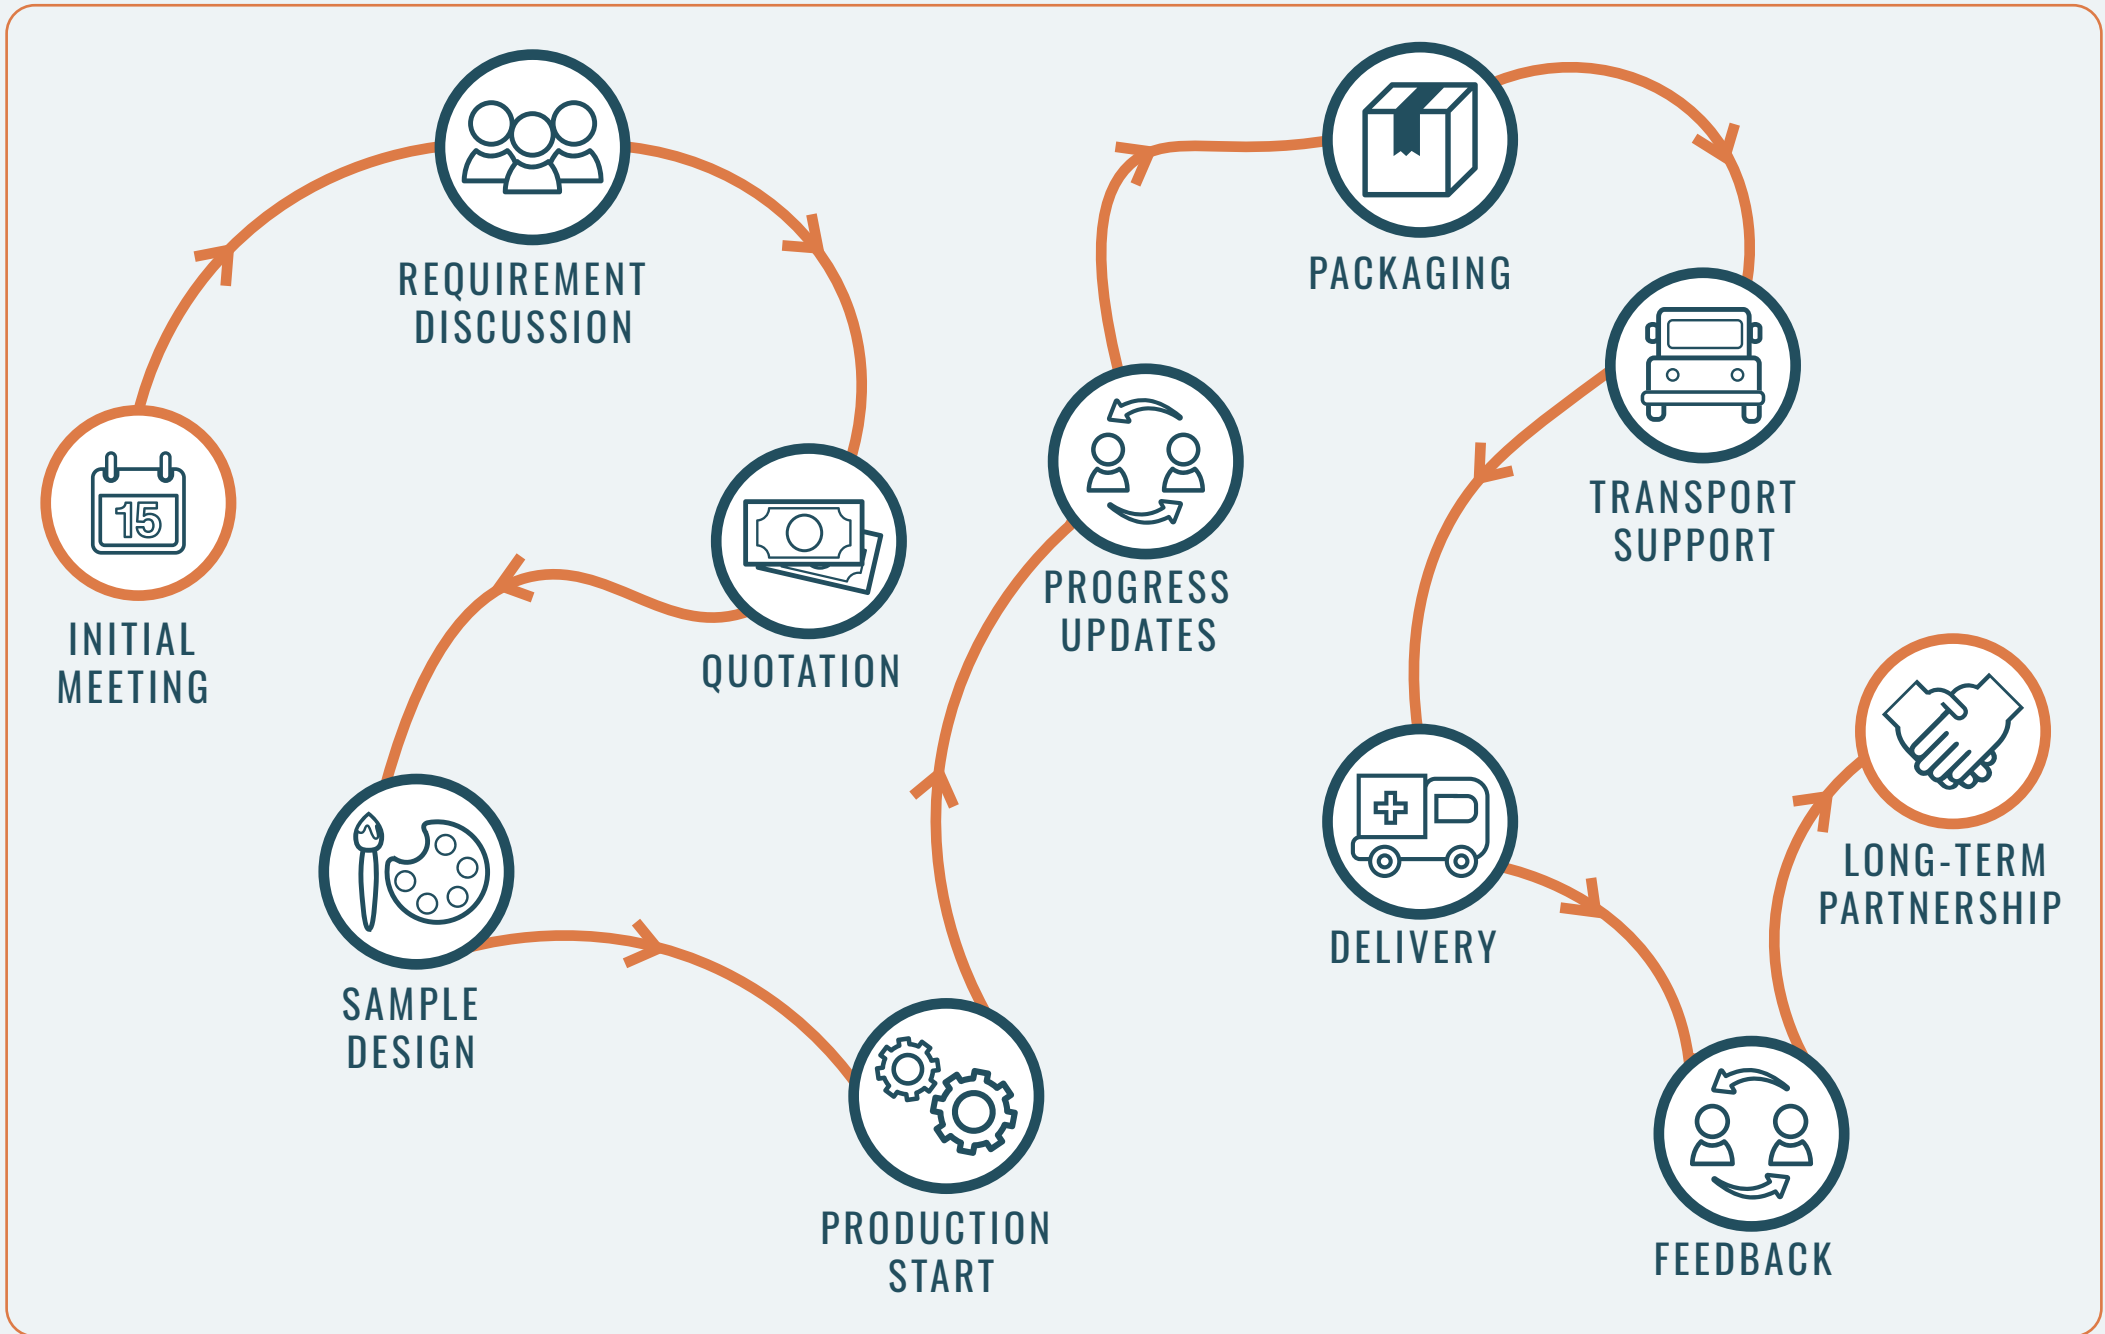 INITIAL
MEETING
15
REQUIREMENT
DISCUSSION
QUOTATION
SAMPLE
DESIGN
PRODUCTION
START
PROGRESS
UPDATES
PACKAGING
TRANSPORT
SUPPORT
DELIVERY
FEEDBACK
LONG-TERM
PARTNERSHIP